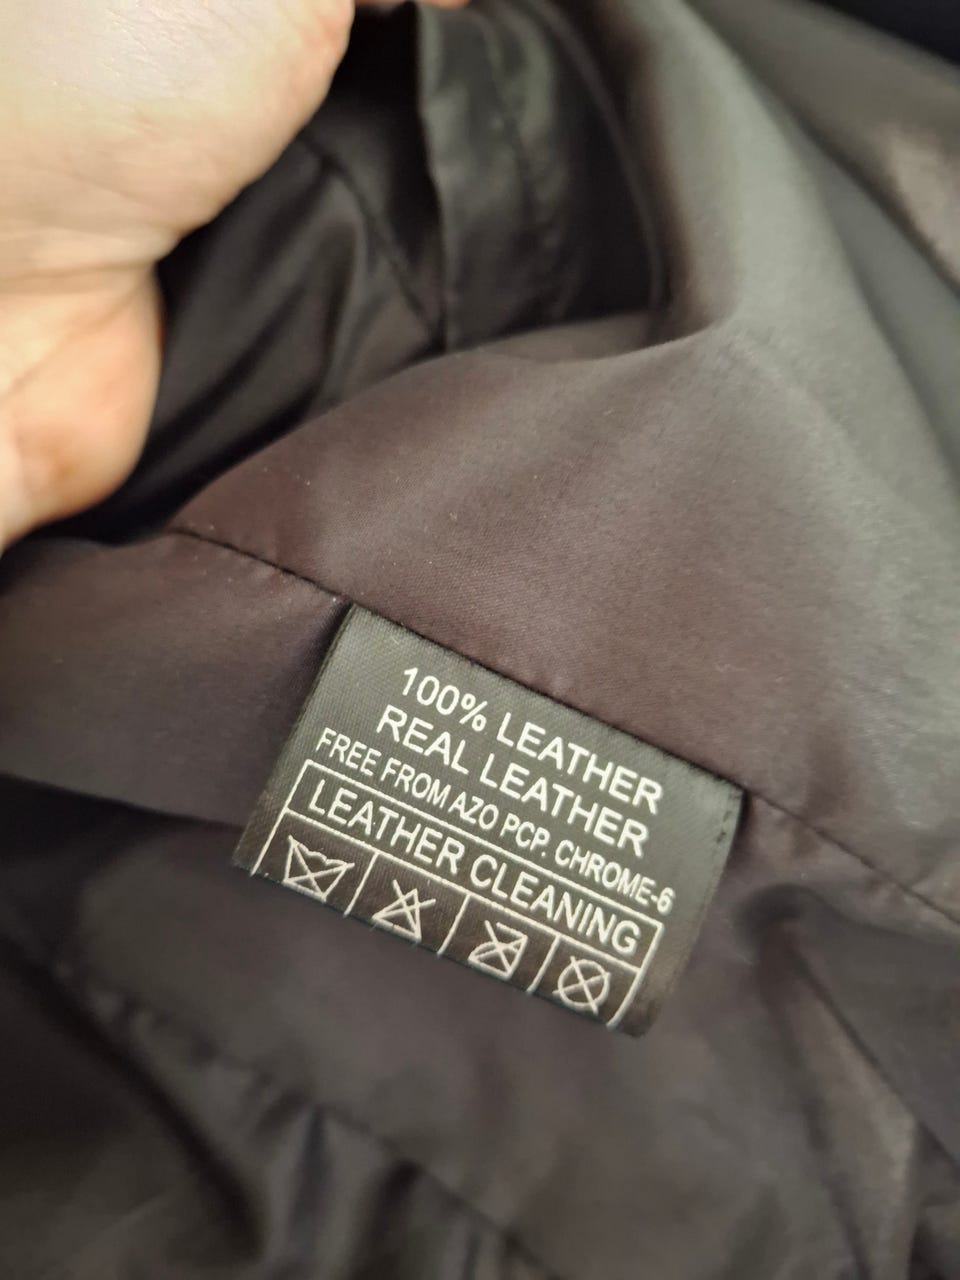 100% LEATHER
REAL LEATHER
FREE FROM AZO PCP. CHROME-6
LEATHER CLEANING